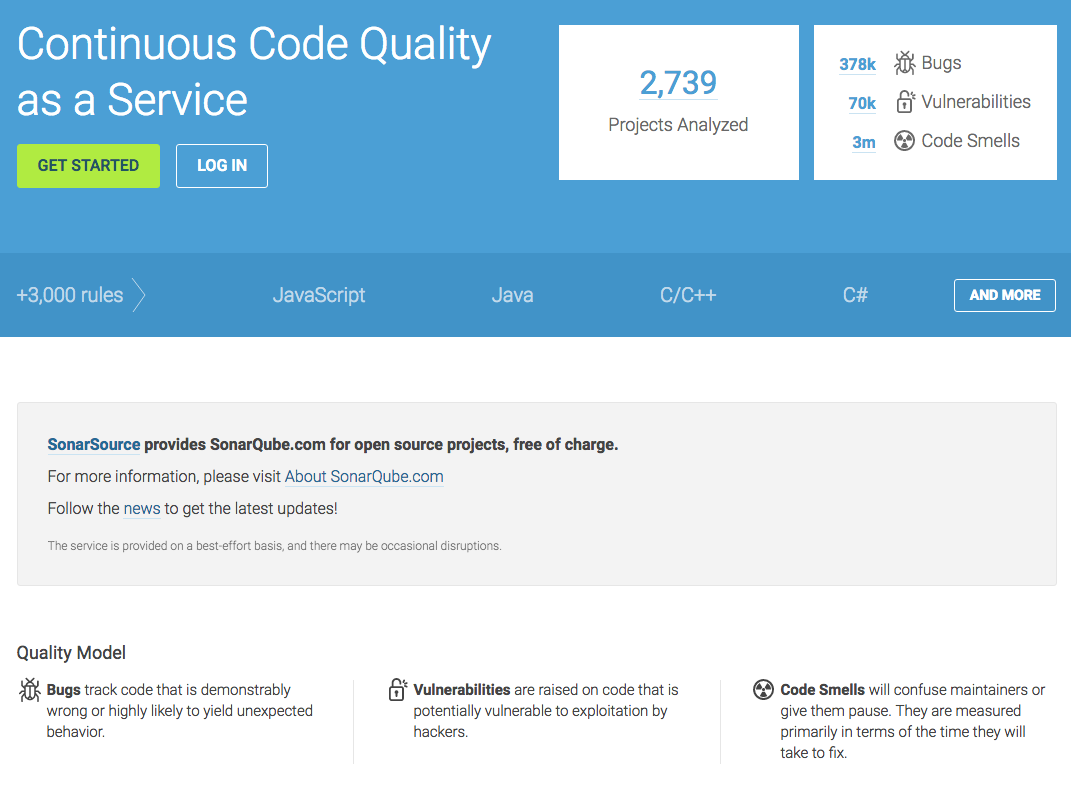 Continuous Code Quality
as a Service
GET STARTED
LOG IN
2,739
Projects Analyzed
378k Bugs
70k Vulnerabilities
3m Code Smells
+3,000 rules
JavaScript
Java
C/C++
C#
AND MORE
SonarSource provides SonarQube.com for open source projects, free of charge.
For more information, please visit About SonarQube.com
Follow the news to get the latest updates!
The service is provided on a best-effort basis, and there may be occasional disruptions.
Quality Model
Bugs track code that is demonstrably
wrong or highly likely to yield unexpected
behavior.
Vulnerabilities are raised on code that is
potentially vulnerable to exploitation by
hackers.
Code Smells will confuse maintainers or
give them pause. They are measured
primarily in terms of the time they will
take to fix.